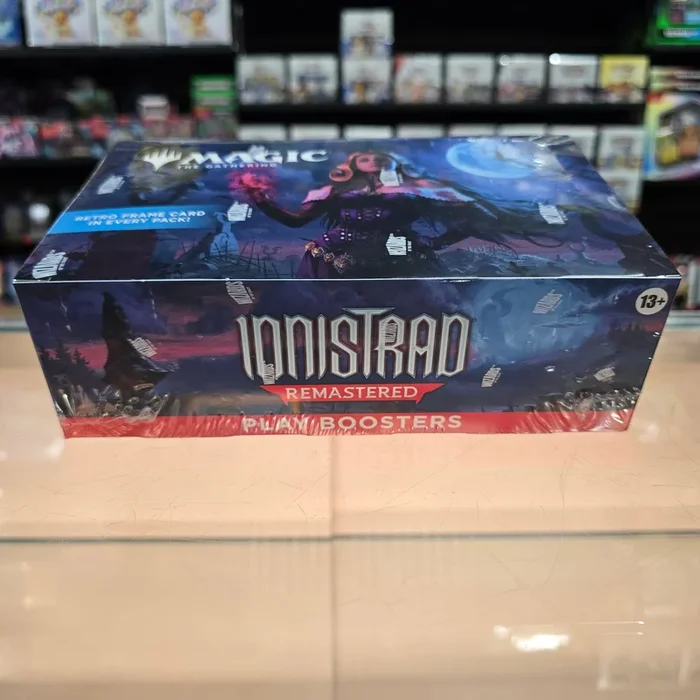 MAGIC
THE GATHERING
RETRO FRAME CARD
IN EVERY PACK!
13+
INNISTRAD
REMASTERED
PLAY BOOSTERS